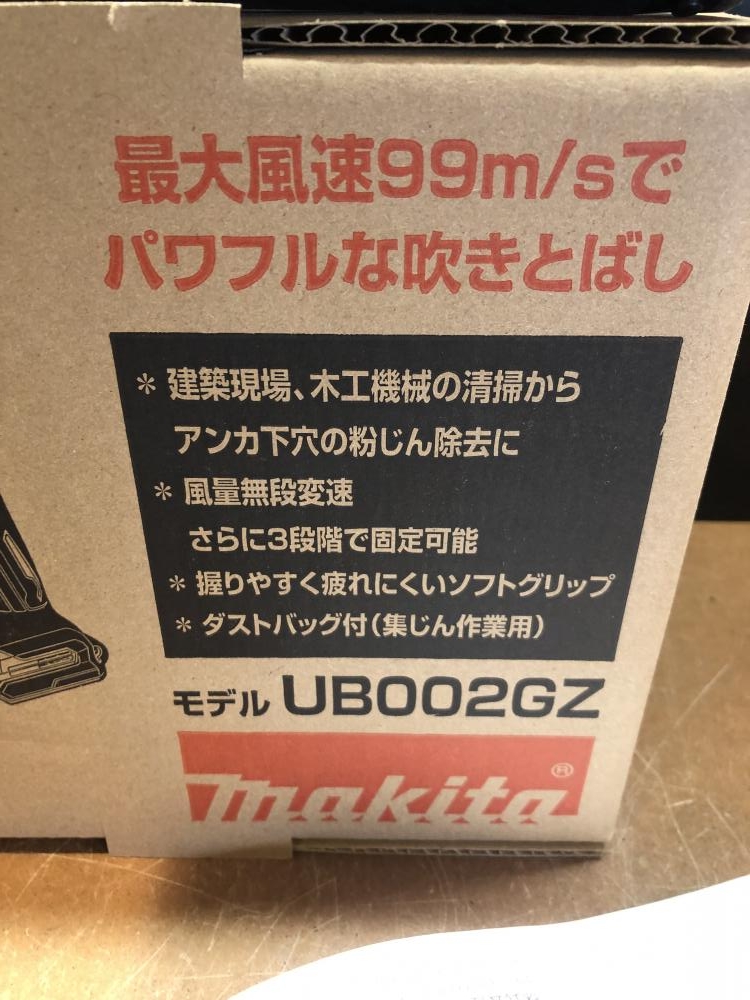 最大風速99m/sで
パワフルな吹きとばし
* 建築現場、木工機械の清掃から
アンカ下穴の粉じん除去に
* 風量無段変速
さらに3段階で固定可能
* 握りやすく疲れにくいソフトグリップ
* ダストバッグ付(集じん作業用)
モデル UB002GZ
makita®